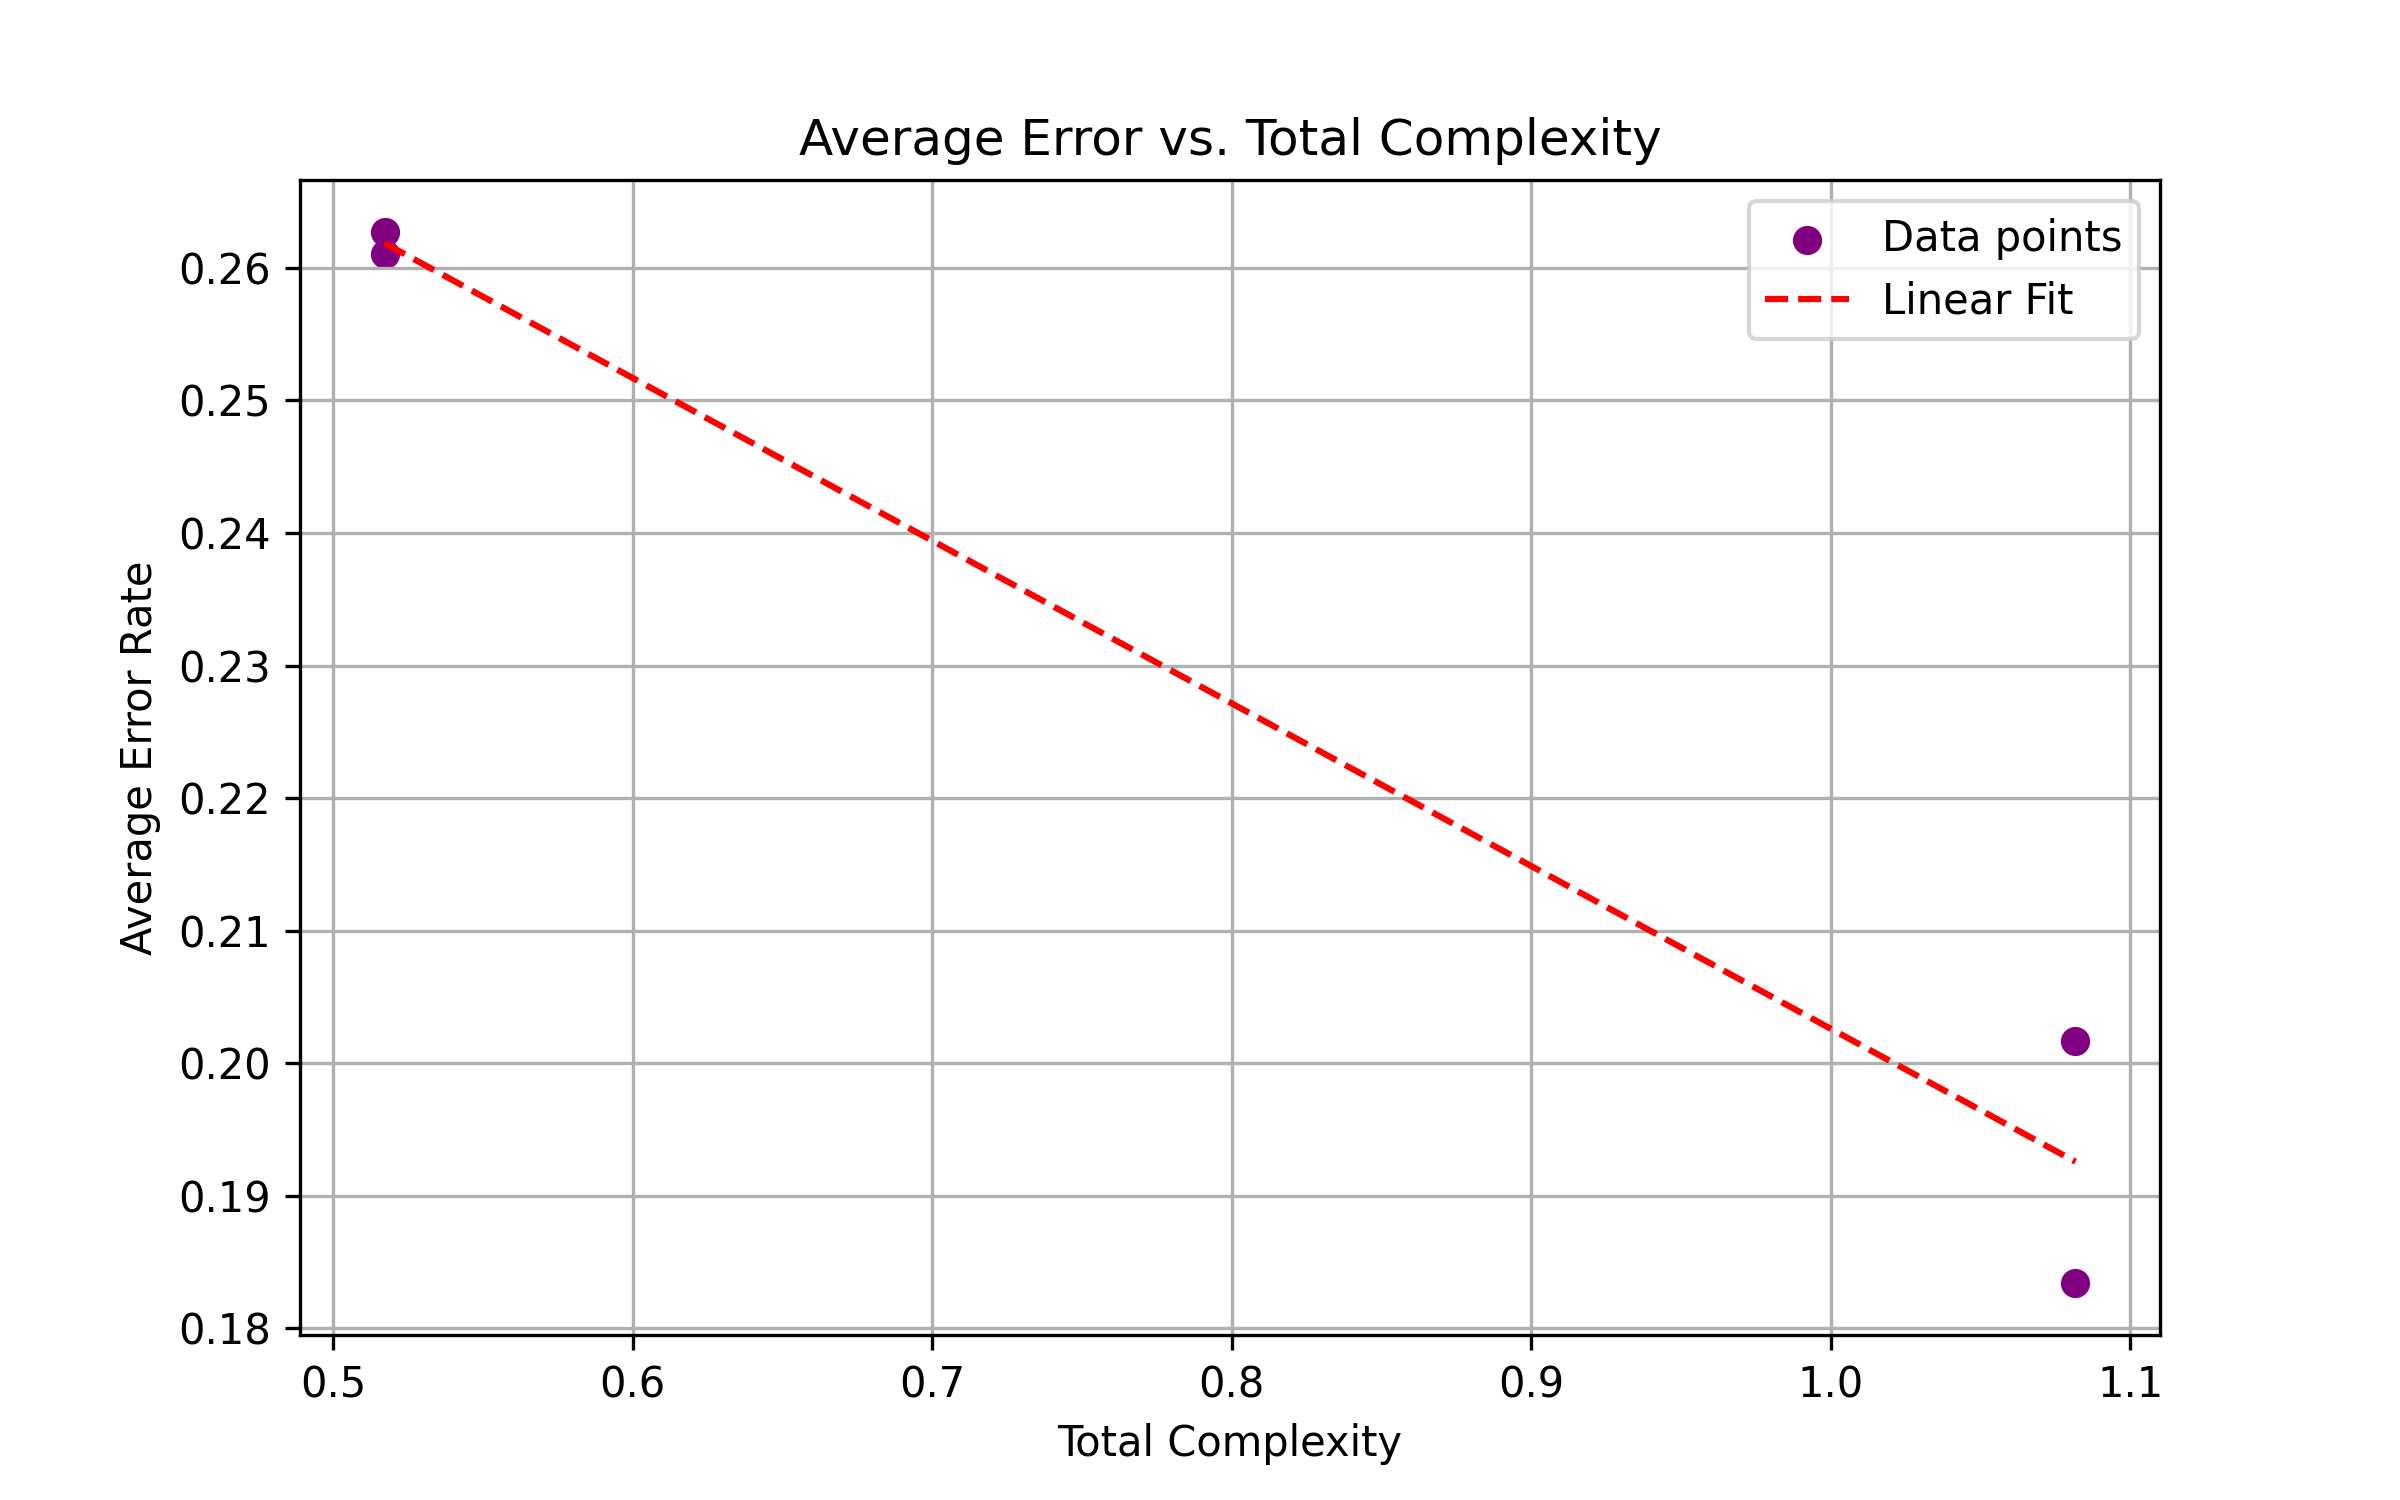 Average Error vs. Total Complexity
Data points
Linear Fit
Average Error Rate
0.26
0.25
0.24
0.23
0.22
0.21
0.20
0.19
0.18
0.5 0.6 0.7 0.8 0.9 1.0 1.1
Total Complexity